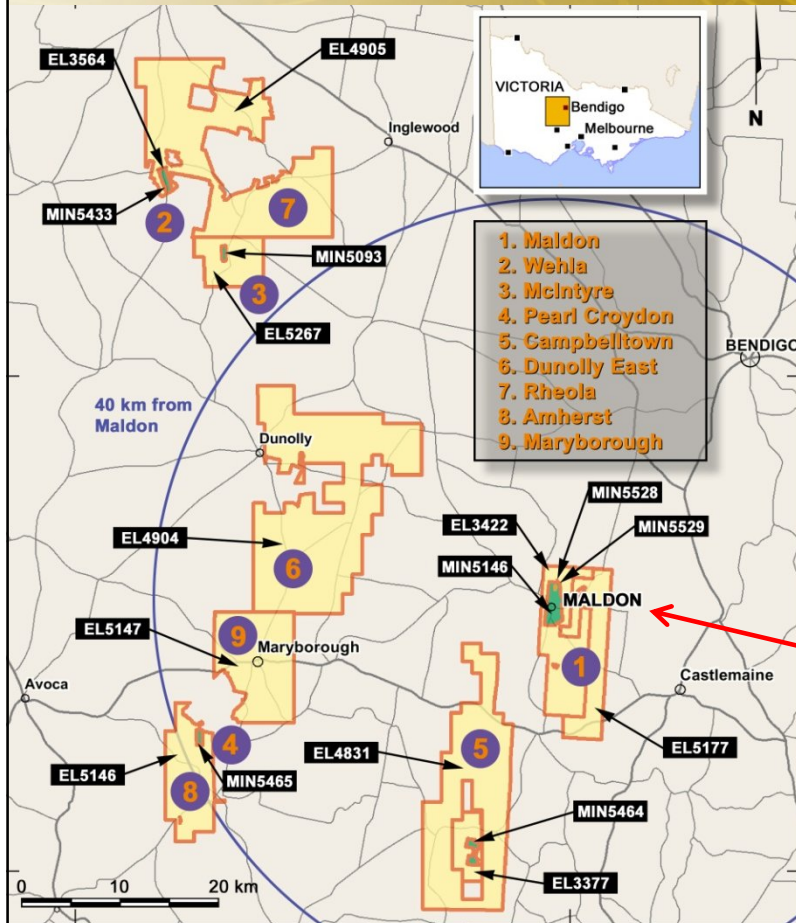 EL3564
EL4905
VICTORIA
Bendigo
Melbourne
N
Inglewood
MIN5433
2
7
MIN5093
3
EL5267
1. Maldon
2. Wehla
3. McIntyre
4. Pearl Croydon
5. Campbelltown
6. Dunolly East
7. Rheola
8. Amherst
9. Maryborough
BENDIGO
40 km from
Maldon
Dunolly
MIN5528
EL3422
MIN5529
EL4904
MIN5146
6
MALDON
EL5147
9
Maryborough
1
Avoca
Castlemaine
4
5
EL4831
EL5177
EL5146
MIN5465
8
MIN5464
EL3377
0 10 20 km